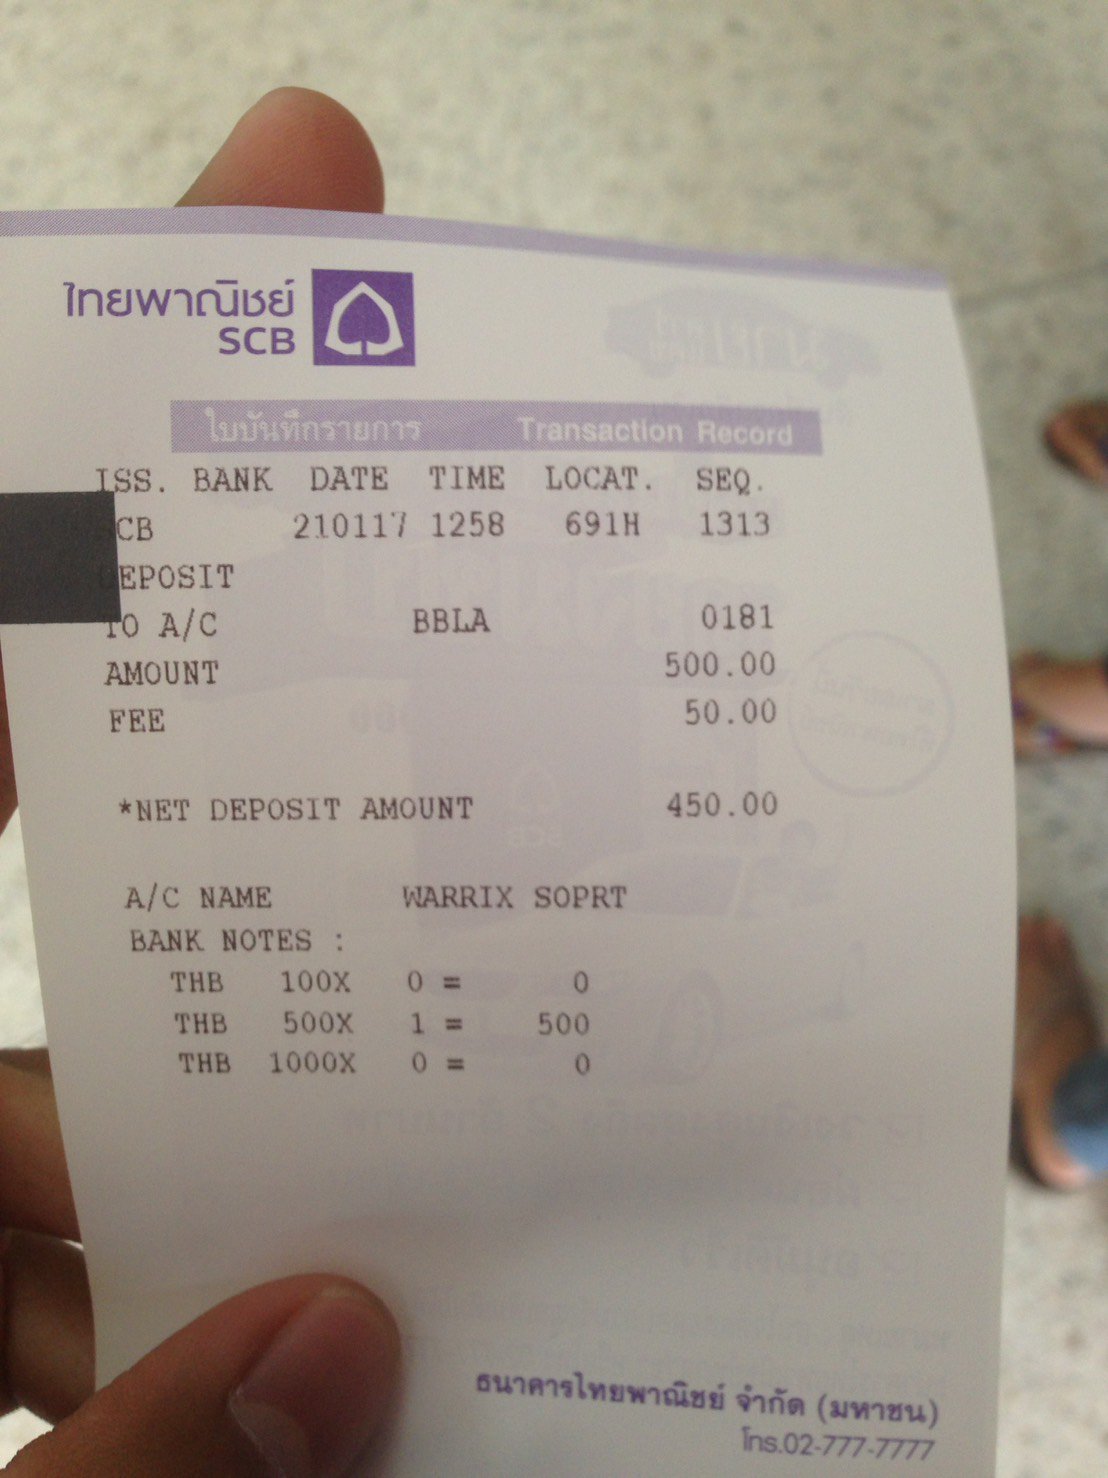 ไทยพาณิชย์
SCB
ใบบันทึกรายการ Transaction Record
ISS. BANK DATE TIME LOCAT. SEQ.
CB 210117 1258 691H 1313
DEPOSIT
TO A/C BBLA 0181
AMOUNT 500.00
FEE 50.00
*NET DEPOSIT AMOUNT 450.00
A/C NAME WARRIX SOPRT
BANK NOTES :
THB 100X 0 = 0
THB 500X 1 = 500
THB 1000X 0 = 0
ธนาคารไทยพาณิชย์ จำกัด (มหาชน)
โทร.02-777-7777